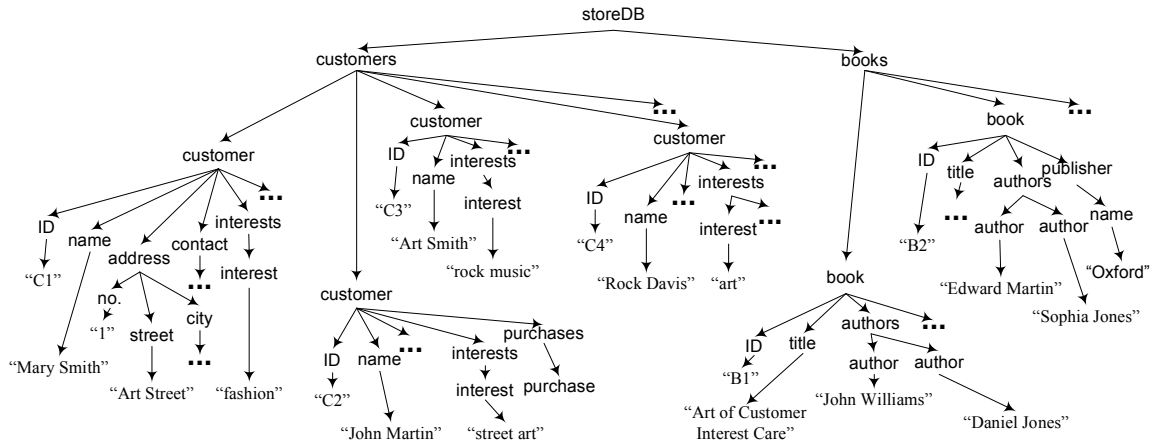 storeDB
customers
books
...
...
customer
book
customer
customer
...
ID
interests
ID
title
publisher
name
authors
ID
...
interests
...
ID
name
address
contact
interests
"C3"
interest
name
interest
...
"B2"
...
author
author
name
"C1"
...
interest
"Art Smith"
"C4"
"rock music"
"Rock Davis"
"art"
"Oxford"
no.
city
customer
book
"Edward Martin"
"1"
street
...
"Sophia Jones"
...
purchases
authors
...
ID
name
interests
ID
title
"Mary Smith"
author
author
interest
purchase
"B1"
"Art Street"
"fashion"
"C2"
"John Williams"
"Art of Customer
Interest Care"
"Daniel Jones"
"John Martin"
"street art"